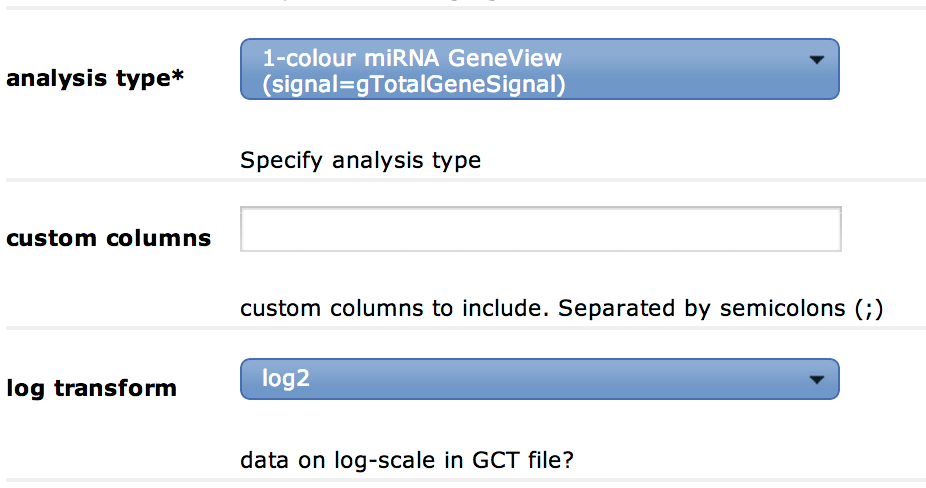 1-colour miRNA GeneView
(signal=gTotalGeneSignal)
analysis type*
Specify analysis type
custom columns
custom columns to include. Separated by semicolons (;)
log2
log transform
data on log-scale in GCT file?